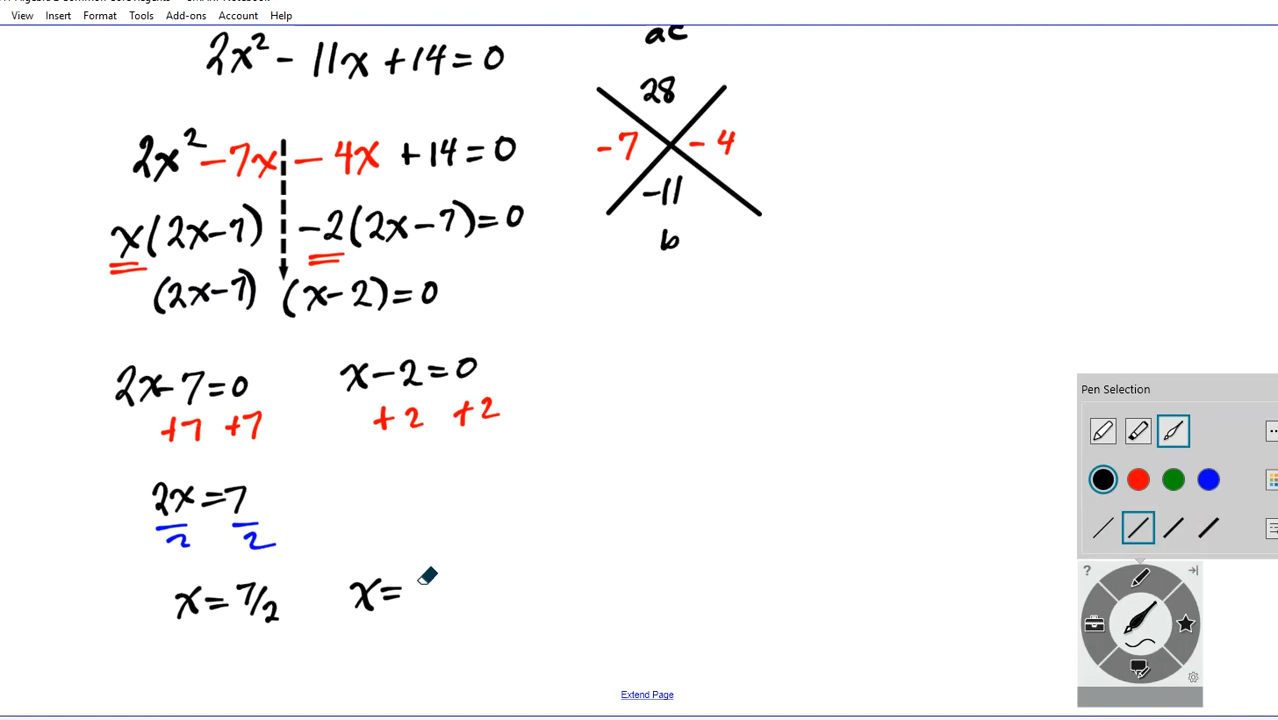 View Insert Format Tools Add-ons Account Help
2x² - 11x + 14 = 0
ac
28
-7 -4
-11
b
2x² - 7x - 4x + 14 = 0
x(2x-7) -2(2x-7) = 0
(2x-7) (x-2) = 0
2x-7=0 x-2=0
+7 +7 +2 +2
2x = 7
2 2
x = 7/2 x =
Pen Selection
?
Extend Page